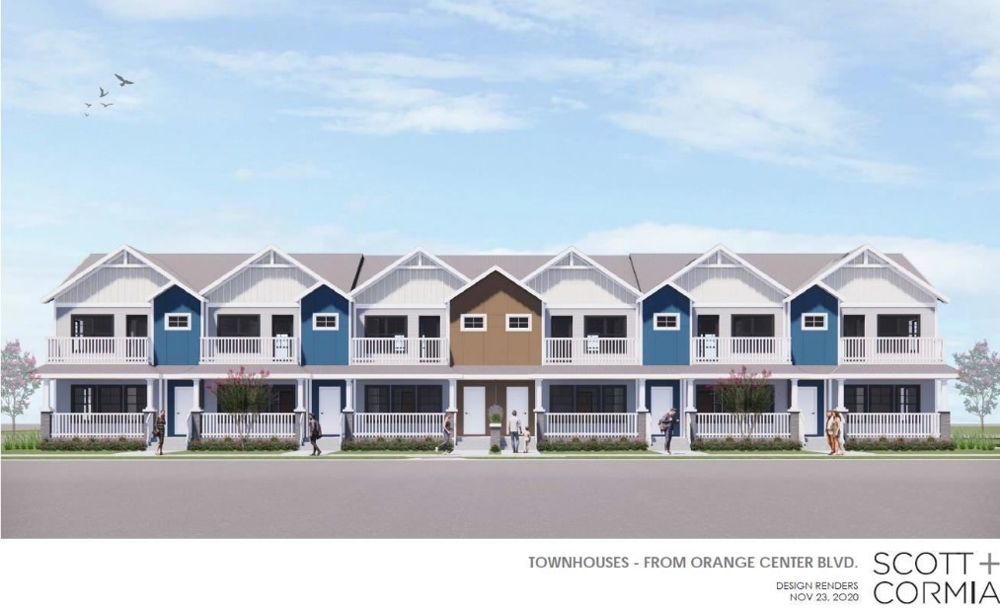 TOWNHOUSES - FROM ORANGE CENTER BLVD.
DESIGN RENDERS
NOV 23, 2020
SCOTT +
CORMIA